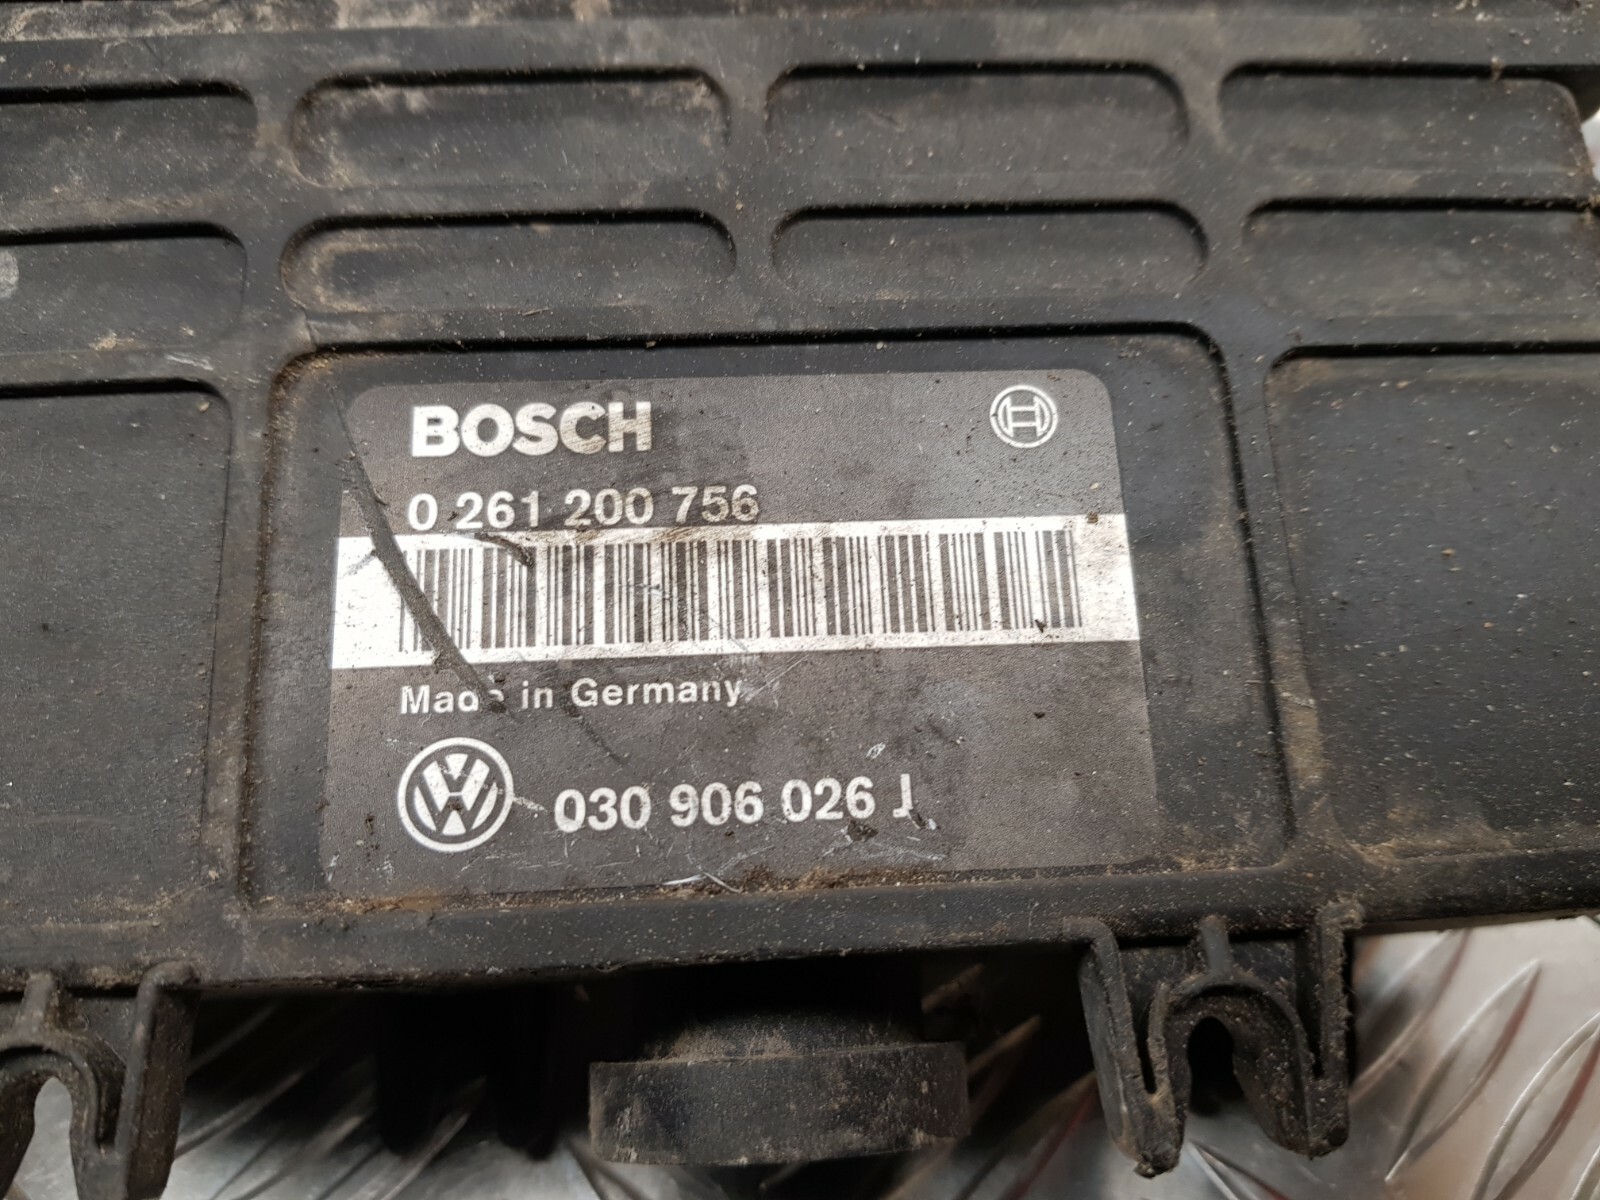 BOSCH
0 261 200 756
Made in Germany
030 906 026 J